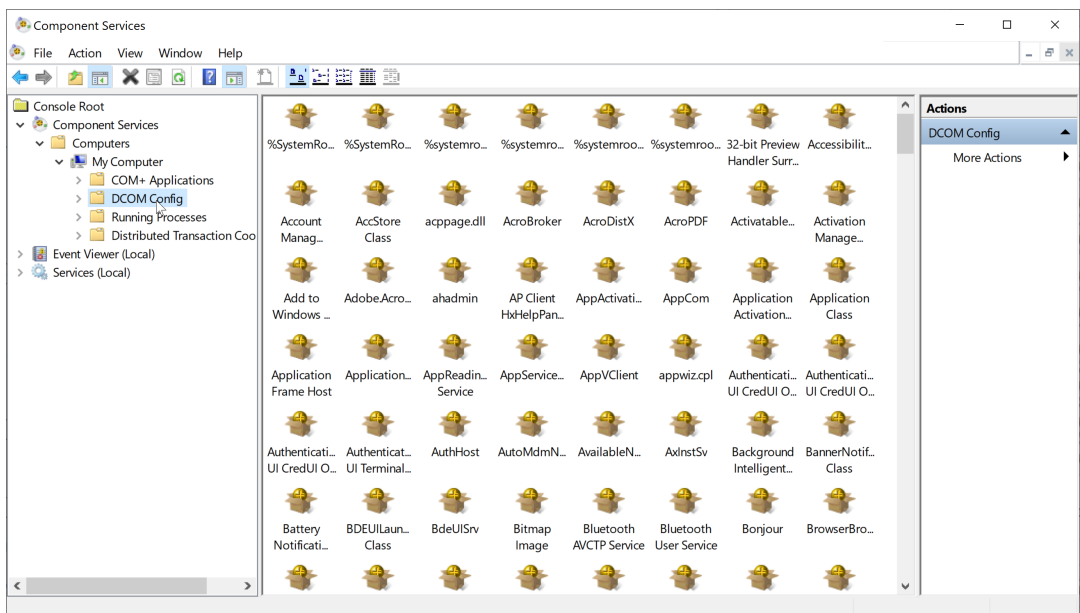 Component Services
File Action View Window Help
Console Root
Component Services
Computers
My Computer
COM+ Applications
DCOM Config
Running Processes
Distributed Transaction Coo
Event Viewer (Local)
Services (Local)
%SystemRo... %SystemRo... %systemro... %systemro... %systemroo... %systemroo... 32-bit Preview Accessibilit...
Handler Surr...
Account AccStore acppage.dll AcroBroker AcroDistX AcroPDF Activatable... Activation
Manag... Class Manage...
Add to Adobe.Acro... ahadmin AP Client AppActivati... AppCom Application Application
Windows ... HxHelpPan... Activation... Class
Application Application... AppReadin... AppService... AppVClient appwiz.cpl Authenticati... Authenticati...
Frame Host Service UI CredUI O... UI CredUI O...
Authenticati... Authenticat... AuthHost AutoMdmN... AvailableN... AxInstSv Background BannerNotif...
UI CredUI O... UI Terminal... Intelligent... Class
Battery BDEUILaun... BdeUISrv Bitmap Bluetooth Bluetooth Bonjour BrowserBro...
Notificati... Class Image AVCTP Service User Service
Actions
DCOM Config
More Actions